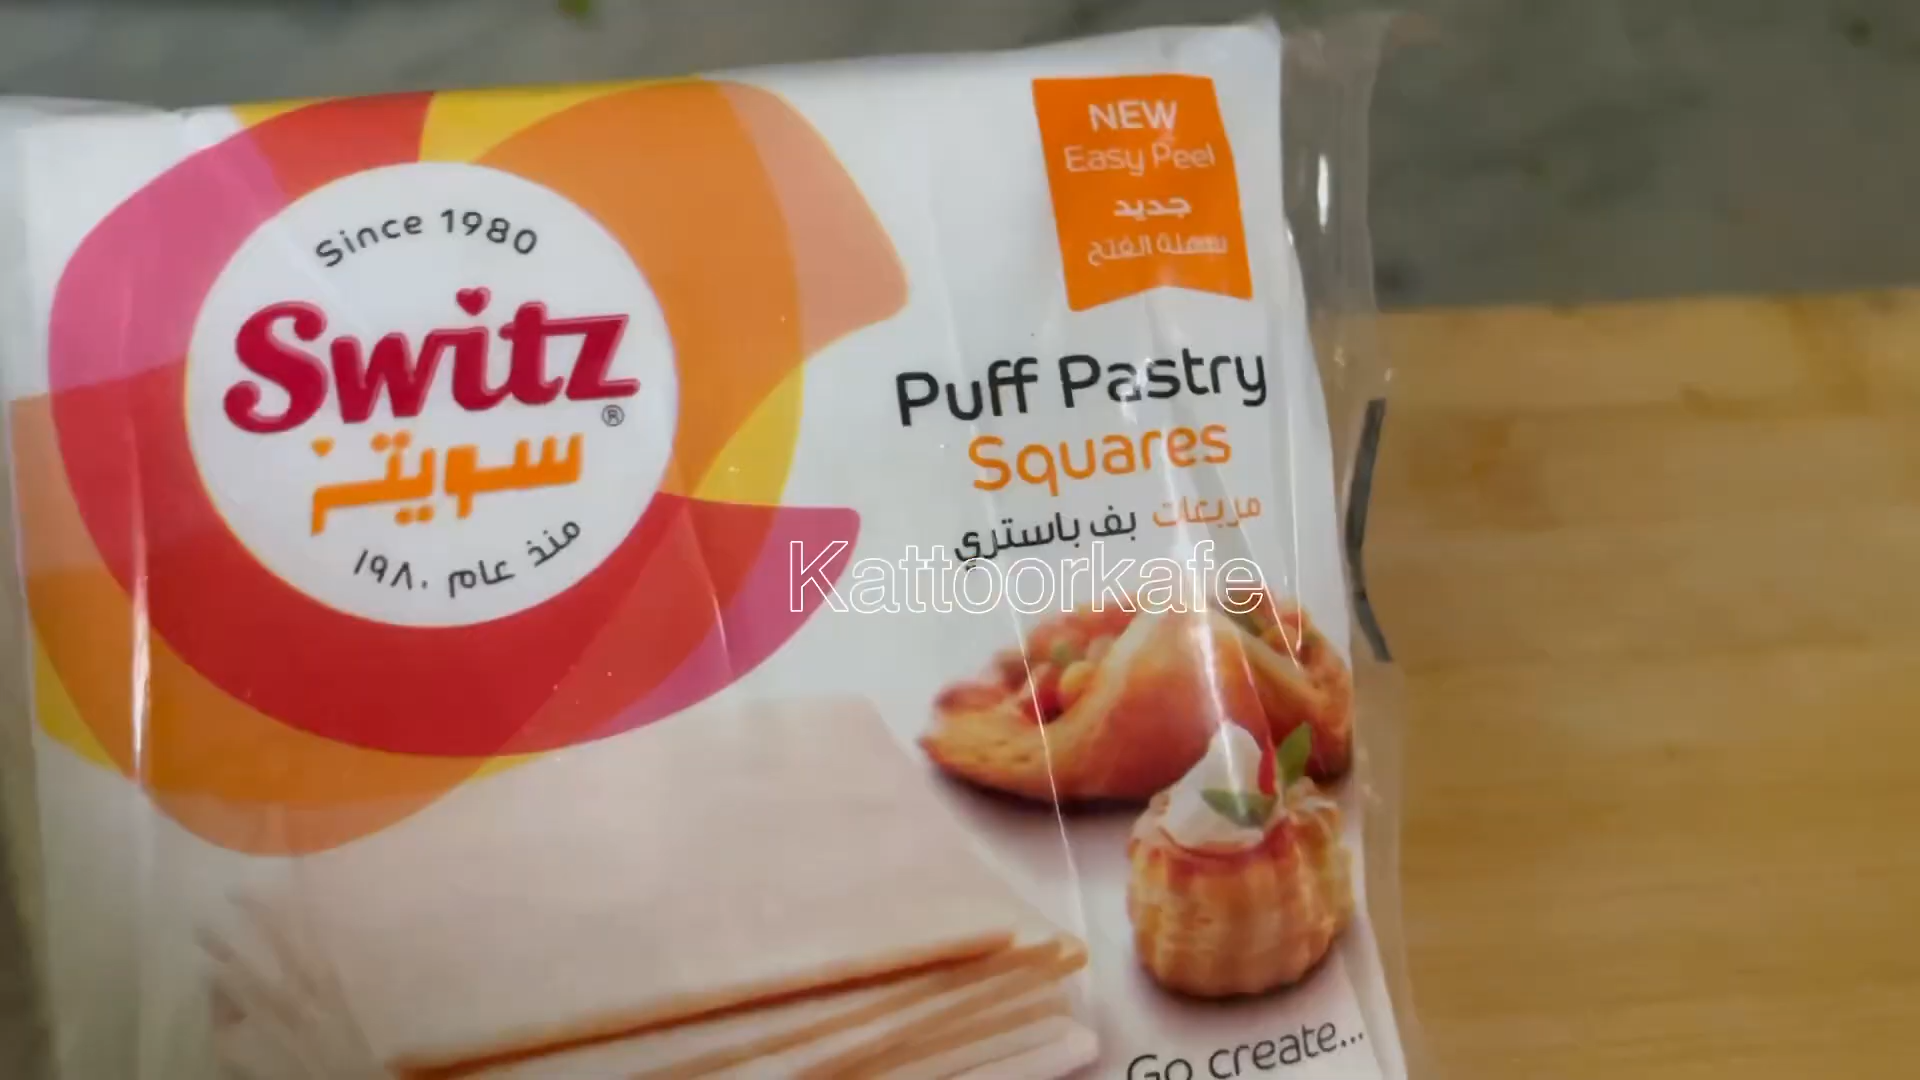 Since 1980
Switz®
سويتز
منذ عام ١٩٨٠
NEW
Easy Peel
جديد
سهلة الفتح
Puff Pastry
Squares
مربعات بف باستري
Kattoorkafe
Go create...